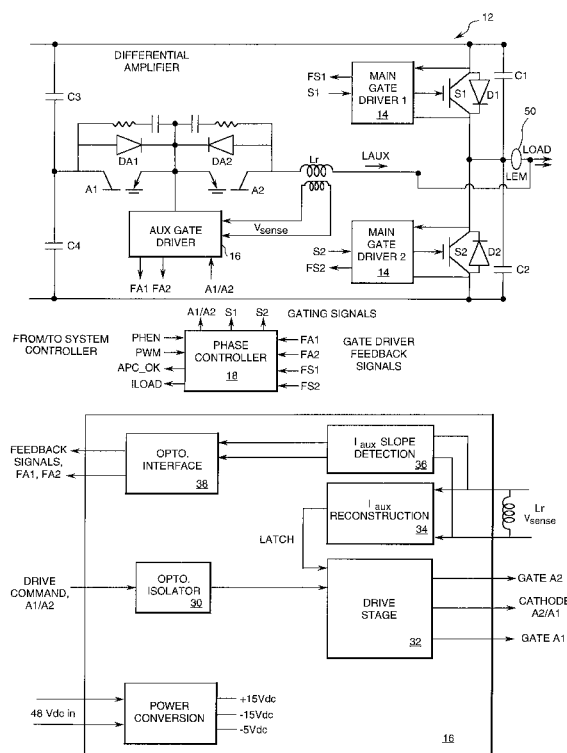 12
DIFFERENTIAL
AMPLIFIER
C3
FS1
S1
MAIN
GATE
DRIVER 1
14
S1
D1
C1
50
LOAD
LEM
DA1
DA2
A1
A2
Lr
LAUX
AUX GATE
DRIVER
Vsense
16
C4
S2
FS2
MAIN
GATE
DRIVER 2
14
S2
D2
C2
FA1 FA2
A1/A2
A1/A2 S1 S2 GATING SIGNALS
FROM/TO SYSTEM
CONTROLLER
PHEN
PWM
APC_OK
ILOAD
PHASE
CONTROLLER
18
FA1
FA2
FS1
FS2
GATE DRIVER
FEEDBACK
SIGNALS
FEEDBACK
SIGNALS,
FA1, FA2
OPTO.
INTERFACE
38
Iaux SLOPE
DETECTION
36
Iaux
RECONSTRUCTION
34
Lr
Vsense
LATCH
DRIVE
COMMAND,
A1/A2
OPTO.
ISOLATOR
30
DRIVE
STAGE
32
GATE A2
CATHODE
A2/A1
GATE A1
48 Vdc in
POWER
CONVERSION
+15Vdc
-15Vdc
-5Vdc
16